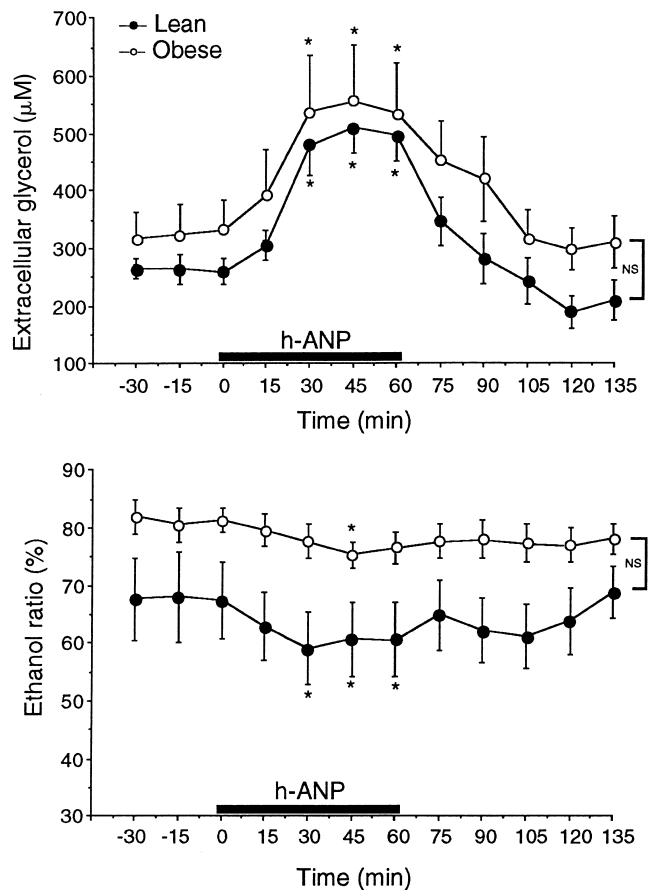 700
600
500
400
300
200
100
Extracellular glycerol (μM)
Lean
Obese
*
*
*
*
*
*
NS
h-ANP
-30 -15 0 15 30 45 60 75 90 105 120 135
Time (min)
90
80
70
60
50
40
30
Ethanol ratio (%)
*
*
*
*
NS
h-ANP
-30 -15 0 15 30 45 60 75 90 105 120 135
Time (min)